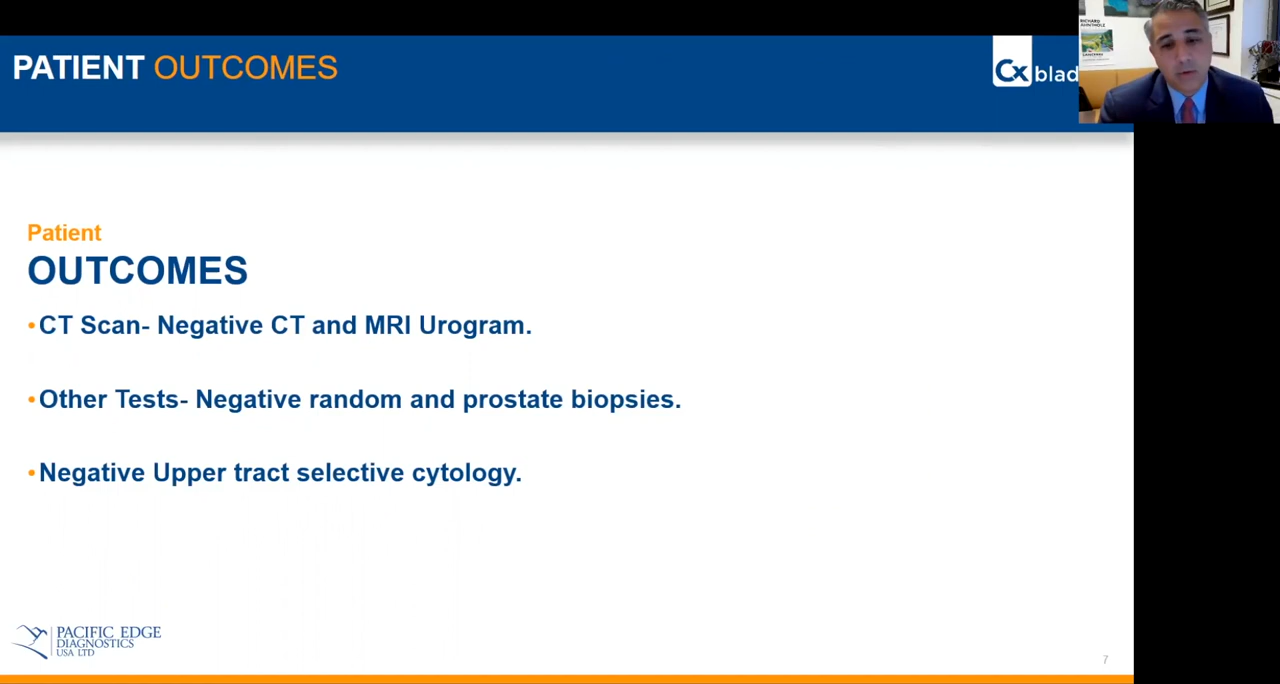 PATIENT OUTCOMES
Cx blad
RICHARD
Patient
OUTCOMES
•CT Scan- Negative CT and MRI Urogram.
•Other Tests- Negative random and prostate biopsies.
•Negative Upper tract selective cytology.
PACIFIC EDGE
DIAGNOSTICS
USA LTD
7